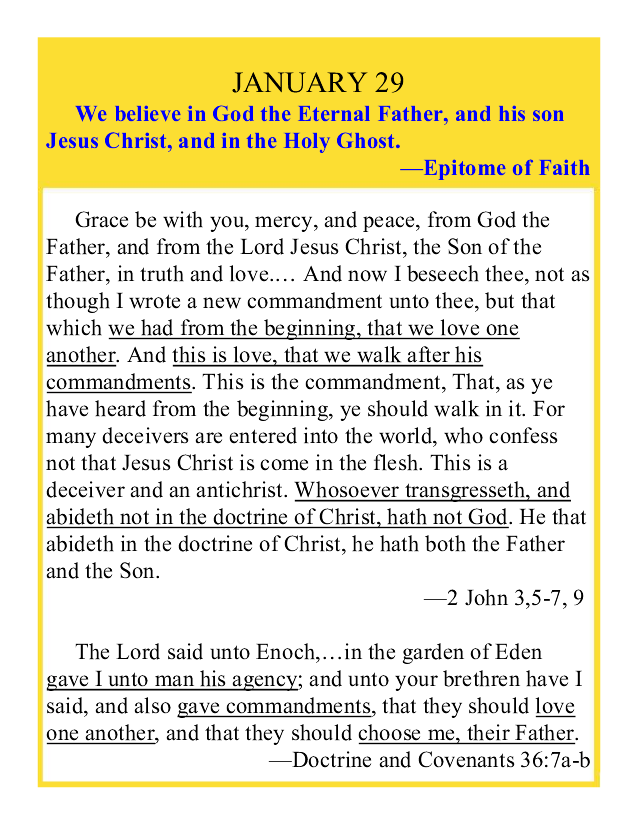 JANUARY 29
We believe in God the Eternal Father, and his son
Jesus Christ, and in the Holy Ghost.
—Epitome of Faith
Grace be with you, mercy, and peace, from God the
Father, and from the Lord Jesus Christ, the Son of the
Father, in truth and love.… And now I beseech thee, not as
though I wrote a new commandment unto thee, but that
which we had from the beginning, that we love one
another. And this is love, that we walk after his
commandments. This is the commandment, That, as ye
have heard from the beginning, ye should walk in it. For
many deceivers are entered into the world, who confess
not that Jesus Christ is come in the flesh. This is a
deceiver and an antichrist. Whosoever transgresseth, and
abideth not in the doctrine of Christ, hath not God. He that
abideth in the doctrine of Christ, he hath both the Father
and the Son.
—2 John 3,5-7, 9
The Lord said unto Enoch,…in the garden of Eden
gave I unto man his agency; and unto your brethren have I
said, and also gave commandments, that they should love
one another, and that they should choose me, their Father.
—Doctrine and Covenants 36:7a-b